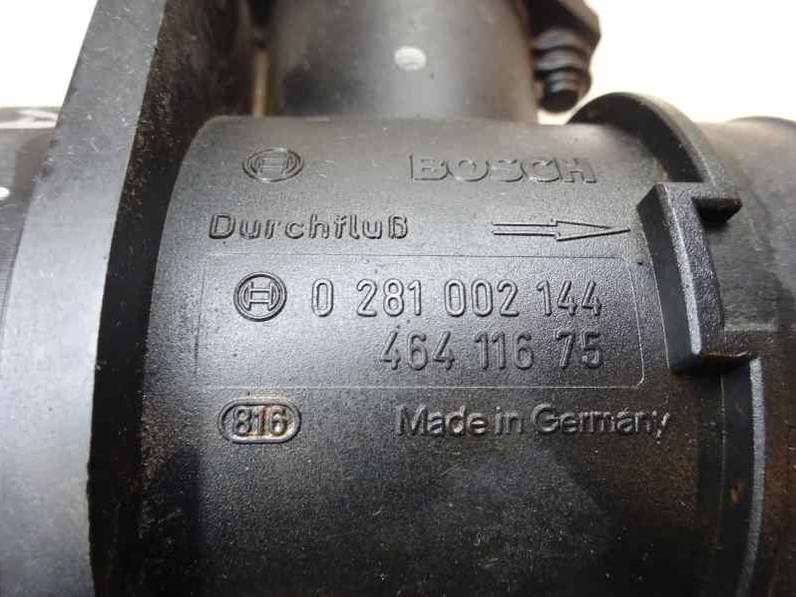 BOSCH
Durchfluß
0 281 002 144
464 116 75
816 Made in Germany